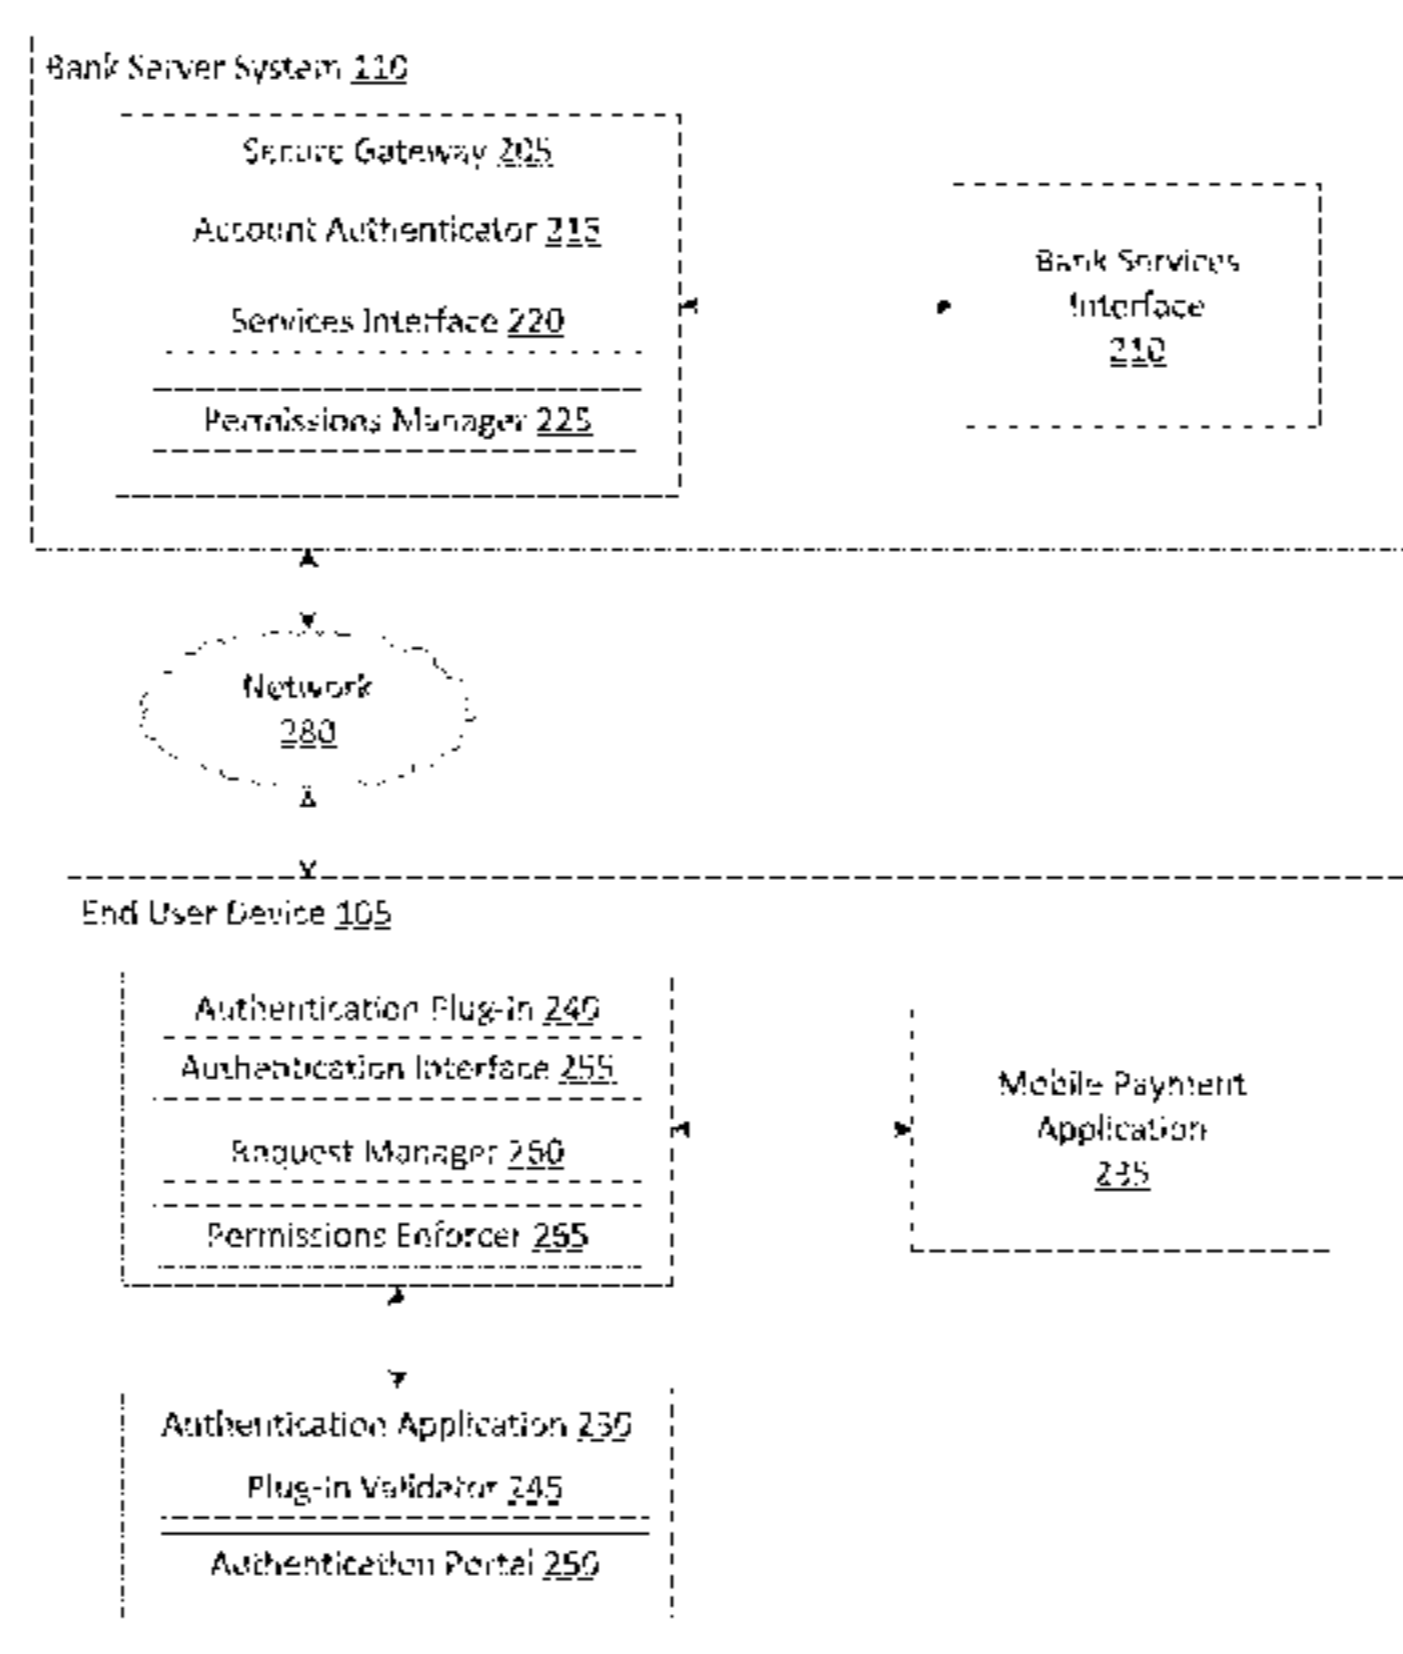 Bank Server System 110
Secure Gateway 205
Account Authenticator 215
Services Interface 220
Permissions Manager 225
Bank Services
Interface
210
Network
280
End User Device 105
Authentication Plug-in 240
Authentication Interface 255
Request Manager 260
Permissions Enforcer 265
Mobile Payment
Application
235
Authentication Application 230
Plug-in Validator 245
Authentication Portal 250